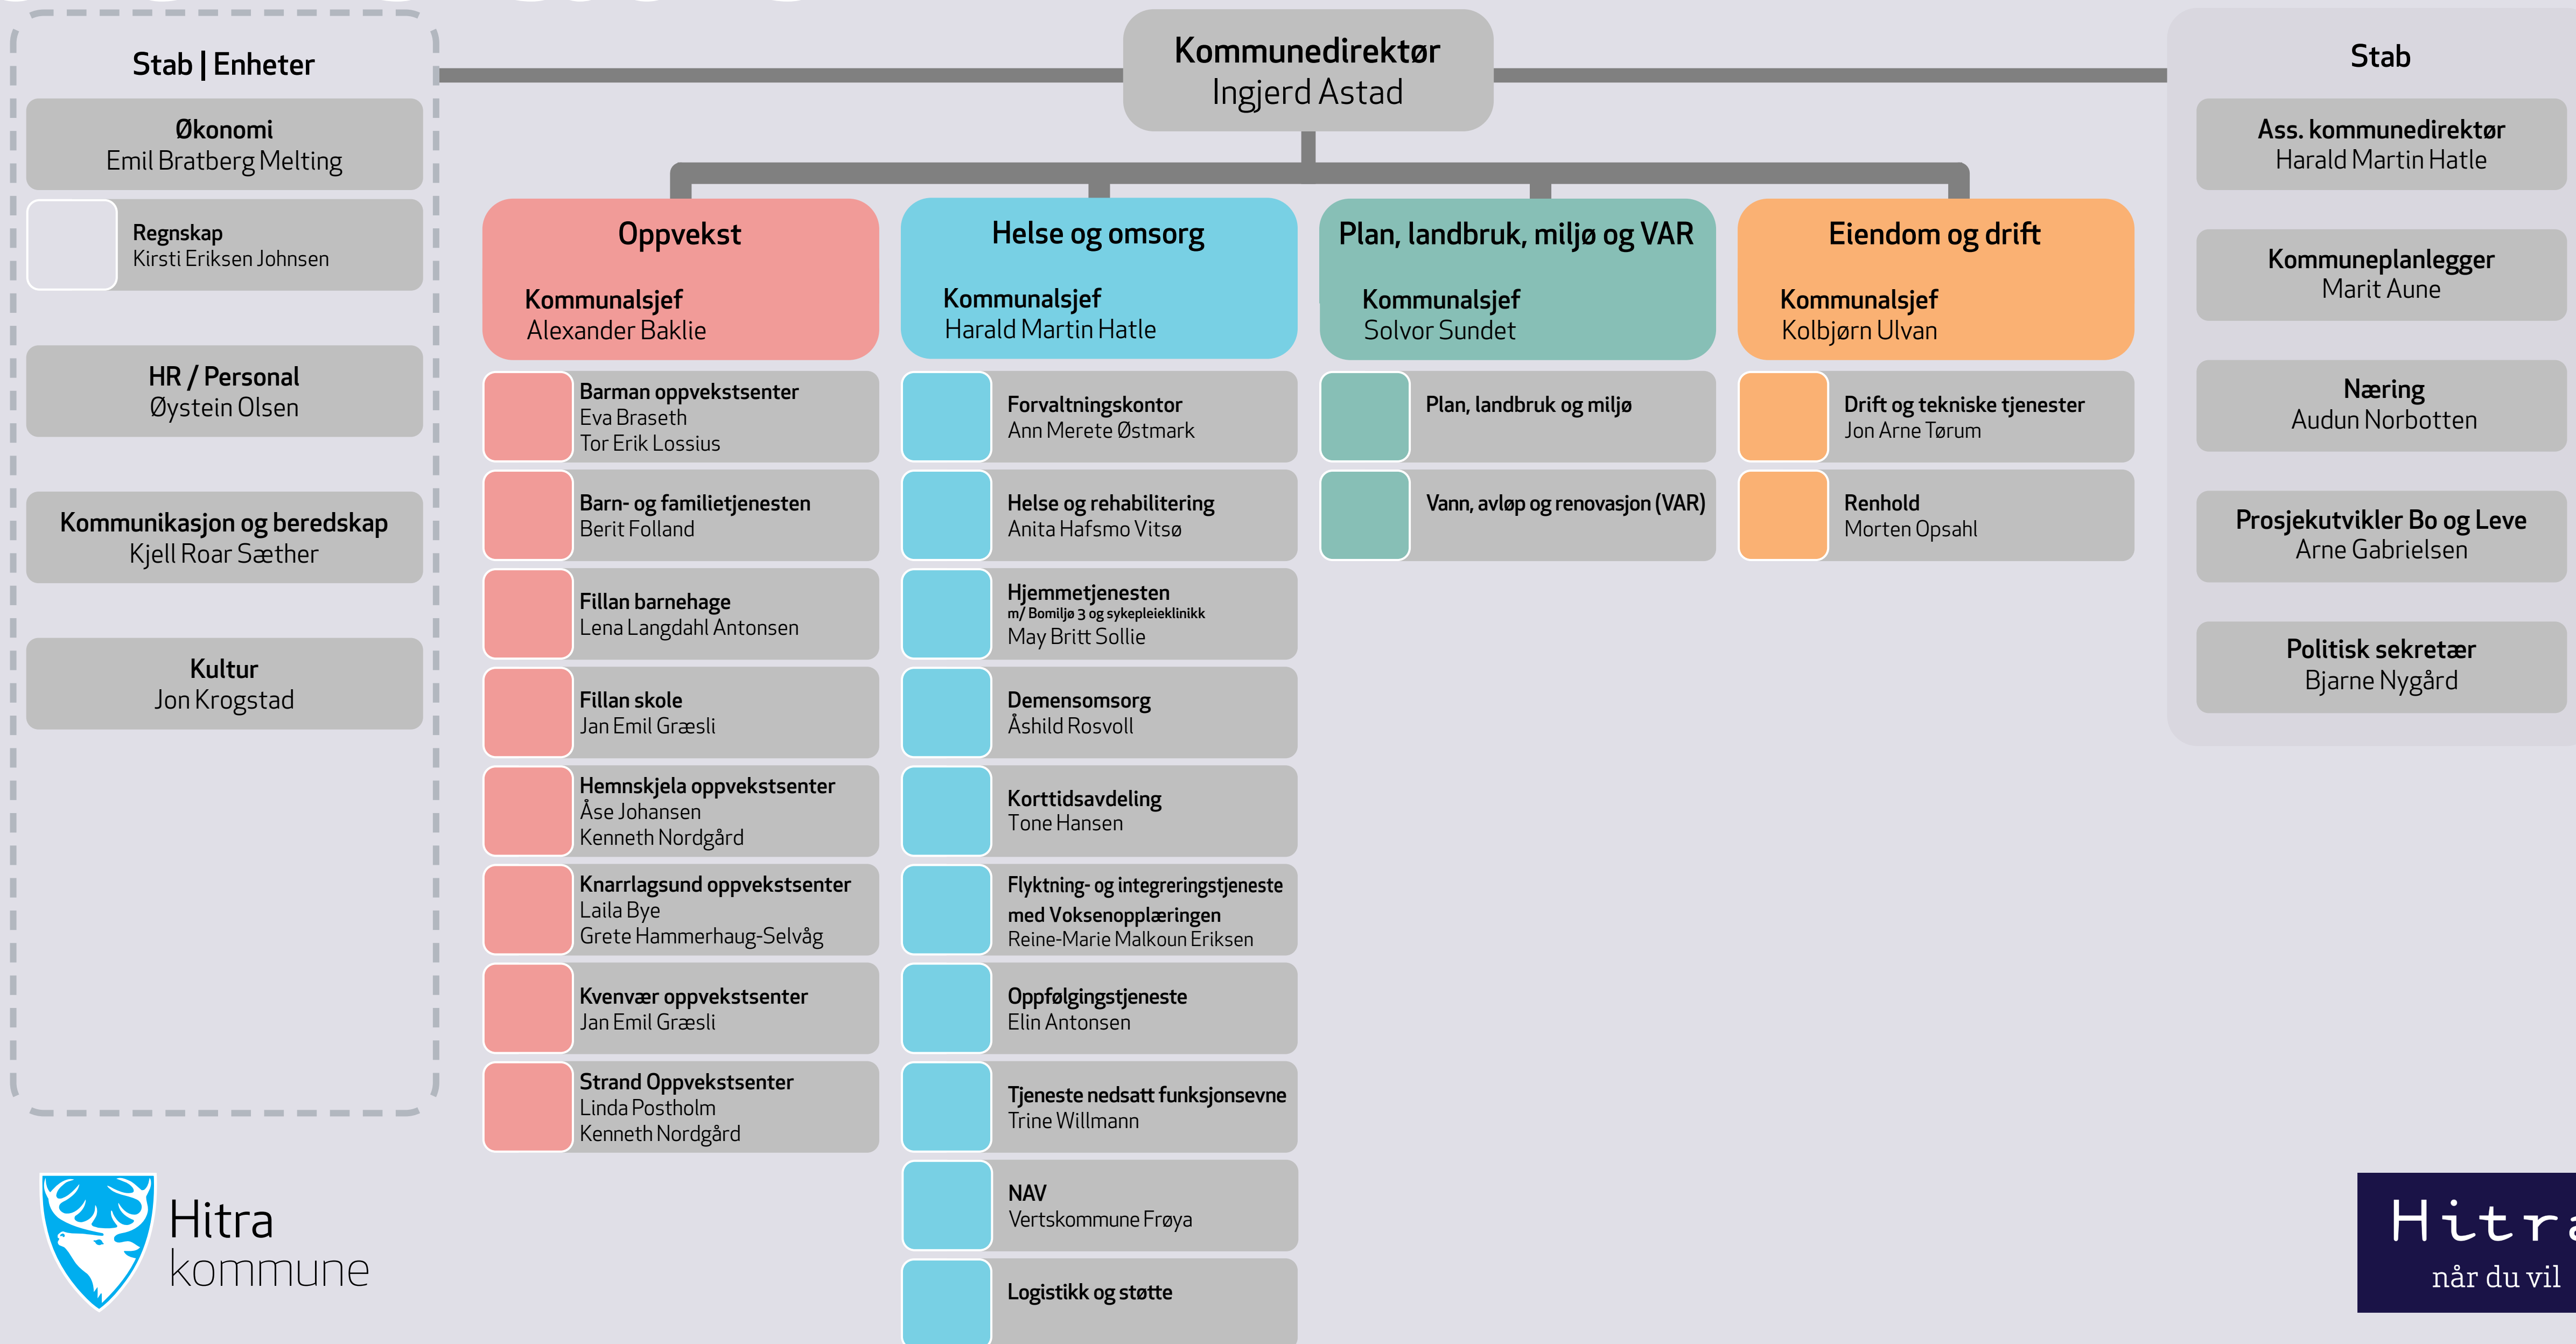 Stab | Enheter
Økonomi
Emil Bratberg Melting
Regnskap
Kirsti Eriksen Johnsen
HR / Personal
Øystein Olsen
Kommunikasjon og beredskap
Kjell Roar Sæther
Kultur
Jon Krogstad
Kommunedirektør
Ingjerd Astad
Oppvekst
Kommunalsjef
Alexander Baklie
Barman oppvekstsenter
Eva Braseth
Tor Erik Lossius
Barn- og familietjenesten
Berit Folland
Fillan barnehage
Lena Langdahl Antonsen
Fillan skole
Jan Emil Græsli
Hemnskjela oppvekstsenter
Åse Johansen
Kenneth Nordgård
Knarrlagsund oppvekstsenter
Laila Bye
Grete Hammerhaug-Selvåg
Kvenvær oppvekstsenter
Jan Emil Græsli
Strand Oppvekstsenter
Linda Postholm
Kenneth Nordgård
Helse og omsorg
Kommunalsjef
Harald Martin Hatle
Forvaltningskontor
Ann Merete Østmark
Helse og rehabilitering
Anita Hafsmo Vitsø
Hjemmetjenesten
m/ Bomiljø 3 og sykepleieklinikk
May Britt Sollie
Demensomsorg
Åshild Rosvoll
Korttidsavdeling
Tone Hansen
Flyktning- og integreringstjeneste
med Voksenopplæringen
Reine-Marie Malkoun Eriksen
Oppfølgingstjeneste
Elin Antonsen
Tjeneste nedsatt funksjonsevne
Trine Willmann
NAV
Vertskommune Frøya
Logistikk og støtte
Plan, landbruk, miljø og VAR
Kommunalsjef
Solvor Sundet
Plan, landbruk og miljø
Vann, avløp og renovasjon (VAR)
Eiendom og drift
Kommunalsjef
Kolbjørn Ulvan
Drift og tekniske tjenester
Jon Arne Tørum
Renhold
Morten Opsahl
Stab
Ass. kommunedirektør
Harald Martin Hatle
Kommuneplanlegger
Marit Aune
Næring
Audun Norbotten
Prosjekutvikler Bo og Leve
Arne Gabrielsen
Politisk sekretær
Bjarne Nygård
Hitra
kommune
Hitra
når du vil